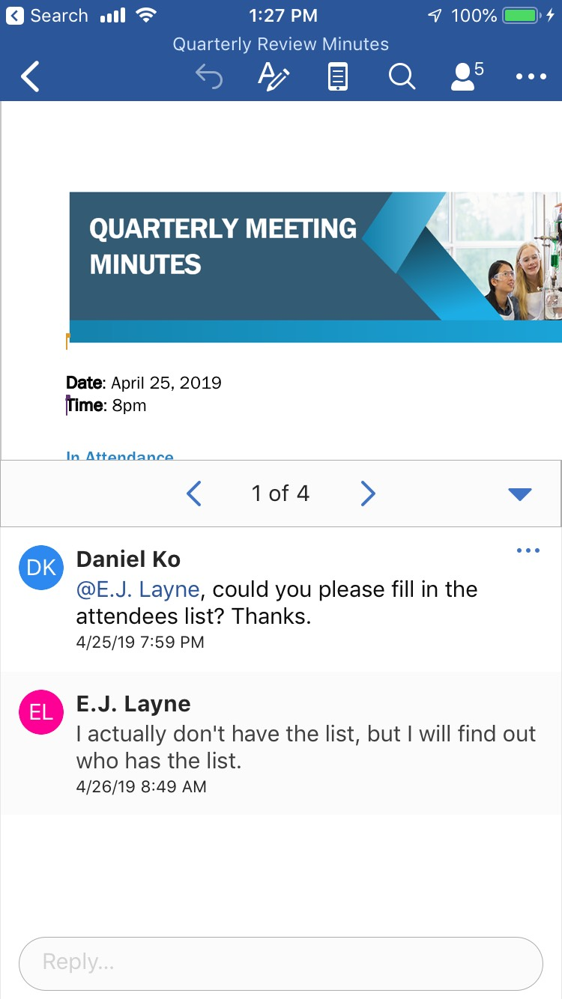 Search 1:27 PM 100%
Quarterly Review Minutes
5
QUARTERLY MEETING
MINUTES
Date: April 25, 2019
Time: 8pm
In Attendance
1 of 4
DK Daniel Ko
@E.J. Layne, could you please fill in the
attendees list? Thanks.
4/25/19 7:59 PM
EL E.J. Layne
I actually don't have the list, but I will find out
who has the list.
4/26/19 8:49 AM
Reply...